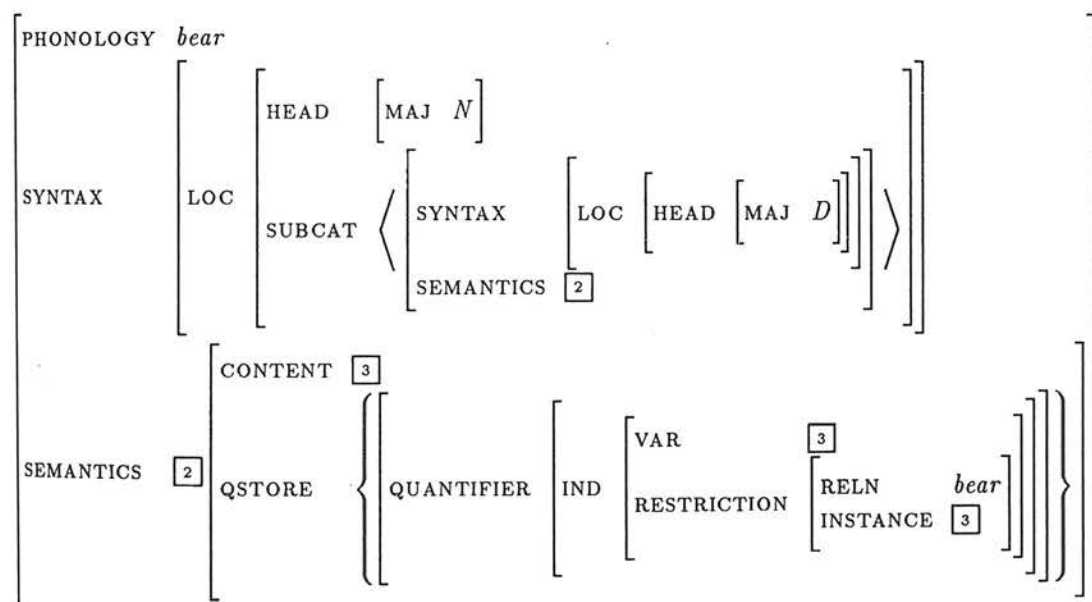 PHONOLOGY bear
HEAD [MAJ N]
SYNTAX [LOC
SUBCAT < [SYNTAX [LOC [HEAD [MAJ D]]]
SEMANTICS 2]>]]
CONTENT 3
VAR 3
SEMANTICS 2 [QSTORE { [QUANTIFIER [IND [RELN bear
RESTRICTION [INSTANCE 3]]]]]}]]